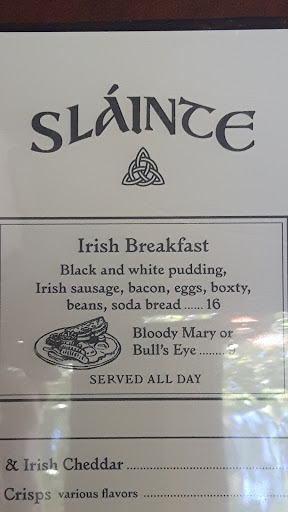 SLÁINTE
Irish Breakfast
Black and white pudding,
Irish sausage, bacon, eggs, boxty,
beans, soda bread ...... 16
Bloody Mary or
Bull's Eye ........ 9
SERVED ALL DAY
& Irish Cheddar ..............................
Crisps various flavors ..........................